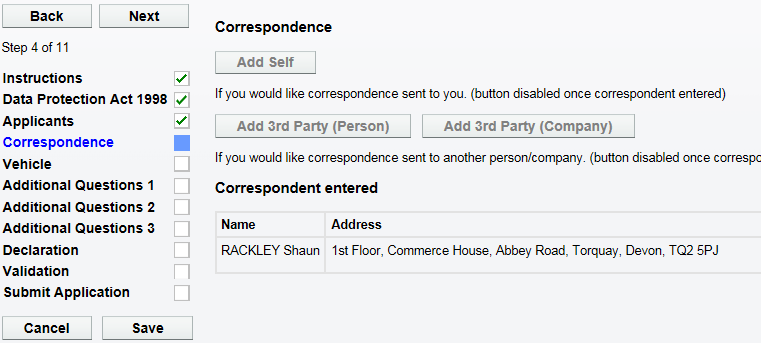 Back Next
Step 4 of 11
Instructions
Data Protection Act 1998
Applicants
Correspondence
Vehicle
Additional Questions 1
Additional Questions 2
Additional Questions 3
Declaration
Validation
Submit Application
Cancel Save
Correspondence
Add Self
If you would like correspondence sent to you. (button disabled once correspondent entered)
Add 3rd Party (Person) Add 3rd Party (Company)
If you would like correspondence sent to another person/company. (button disabled once correspo
Correspondent entered
Name Address
RACKLEY Shaun 1st Floor, Commerce House, Abbey Road, Torquay, Devon, TQ2 5PJ